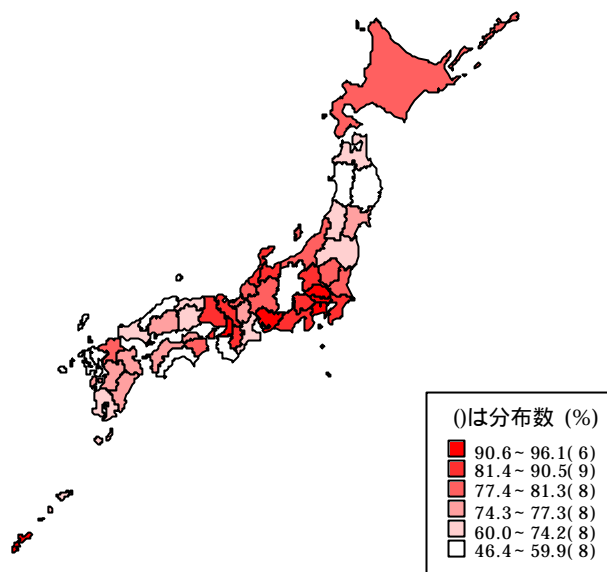 ()は分布数 (%)
90.6~ 96.1( 6)
81.4~ 90.5( 9)
77.4~ 81.3( 8)
74.3~ 77.3( 8)
60.0~ 74.2( 8)
46.4~ 59.9( 8)